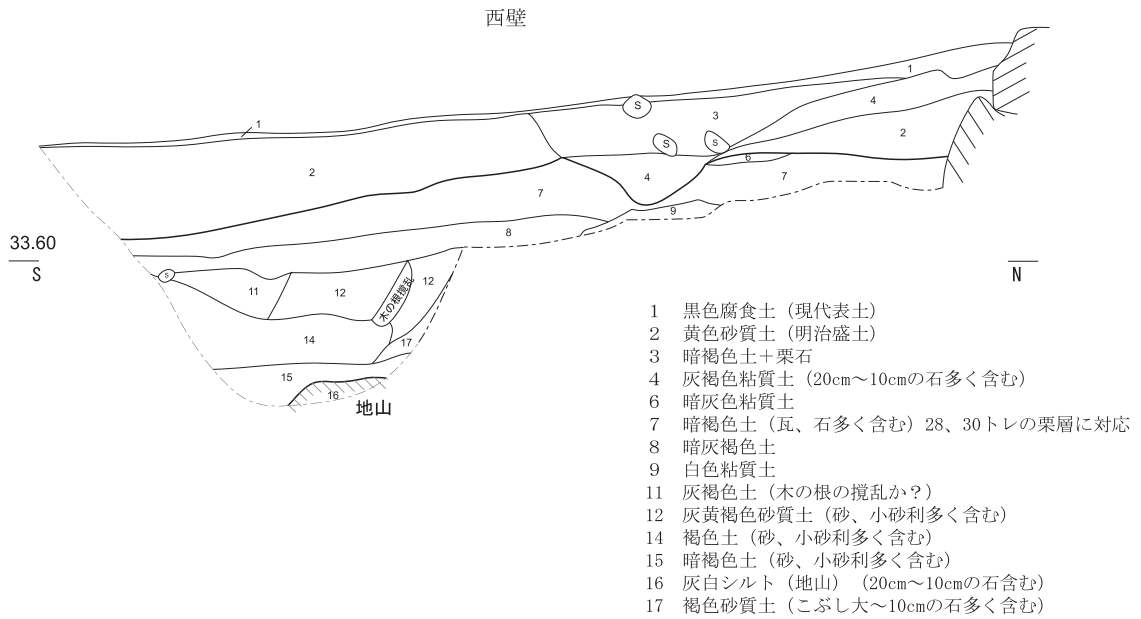 西壁
1
1
4
3
S
2
S
S
6
2
4
7
7
9
8
33.60
S
N
S
11
12
木の根撹乱
12
14
17
15
16
地山
1 黒色腐食土（現代表土）
2 黄色砂質土（明治盛土）
3 暗褐色土＋栗石
4 灰褐色粘質土（20cm～10cmの石多く含む）
6 暗灰色粘質土
7 暗褐色土（瓦、石多く含む）28、30トレの栗層に対応
8 暗灰褐色土
9 白色粘質土
11 灰褐色土（木の根の撹乱か？）
12 灰黄褐色砂質土（砂、小砂利多く含む）
14 褐色土（砂、小砂利多く含む）
15 暗褐色土（砂、小砂利多く含む）
16 灰白シルト（地山）（20cm～10cmの石含む）
17 褐色砂質土（こぶし大～10cmの石多く含む）